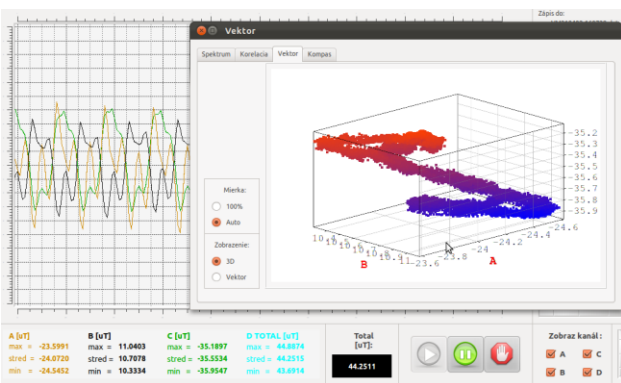 Zápis do:
Vektor
Spektrum Korelacia Vektor Kompas
Mierka:
100%
Auto
Zobrazenie:
3D
Vektor
-35.2
-35.3
-35.4
-35.5
-35.6
-35.7
-35.8
-35.9
-24.6
-24.4
-24.2
-24
-23.8
-23.6
B
A
A [uT] B [uT] C [uT] D TOTAL [uT] Total
max = -23.5991 max = 11.0403 max = -35.1897 max = 44.8874 [uT]:
stred = -24.0720 stred = 10.7078 stred = -35.5534 stred = 44.2515
min = -24.5452 min = 10.3334 min = -35.9547 min = 43.6914
44.2511
Zobraz kanál:
A C
B D